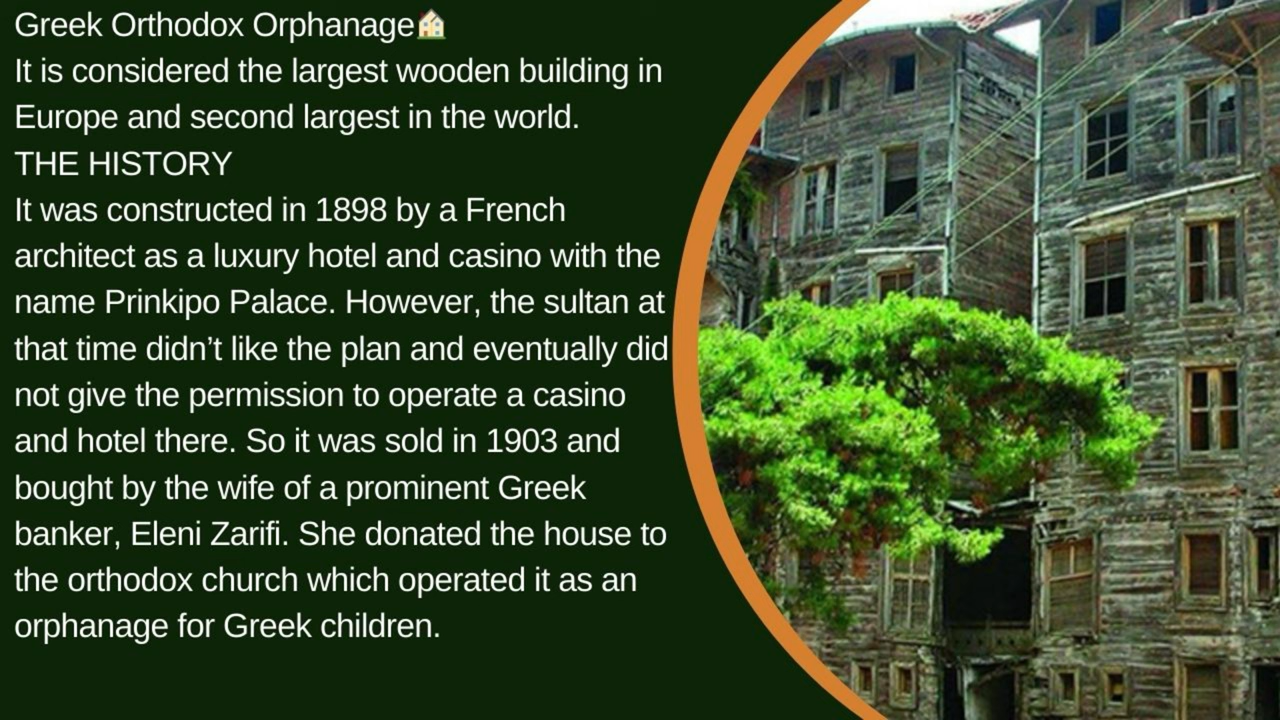 Greek Orthodox Orphanage🏠
It is considered the largest wooden building in
Europe and second largest in the world.
THE HISTORY
It was constructed in 1898 by a French
architect as a luxury hotel and casino with the
name Prinkipo Palace. However, the sultan at
that time didn’t like the plan and eventually did
not give the permission to operate a casino
and hotel there. So it was sold in 1903 and
bought by the wife of a prominent Greek
banker, Eleni Zarifi. She donated the house to
the orthodox church which operated it as an
orphanage for Greek children.